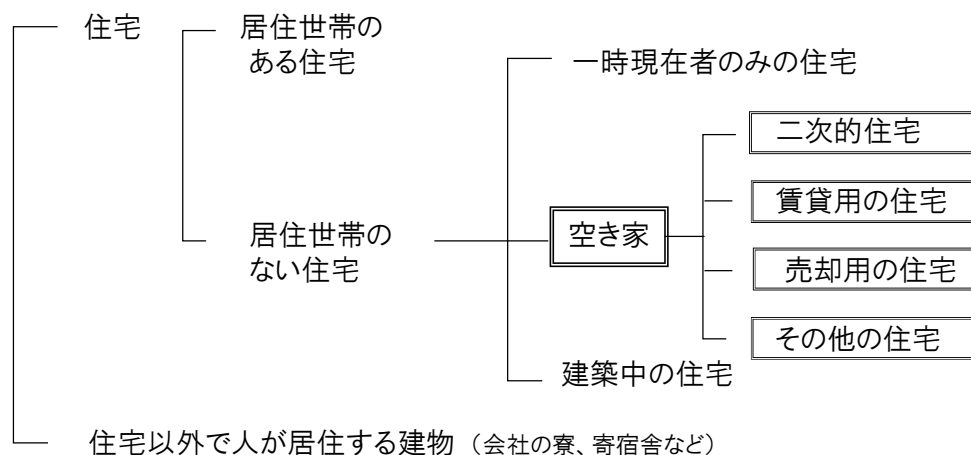 住宅
居住世帯の
ある住宅
一時現在者のみの住宅
二次的住宅
賃貸用の住宅
居住世帯の
ない住宅
空き家
売却用の住宅
その他の住宅
建築中の住宅
住宅以外で人が居住する建物（会社の寮、寄宿舎など）